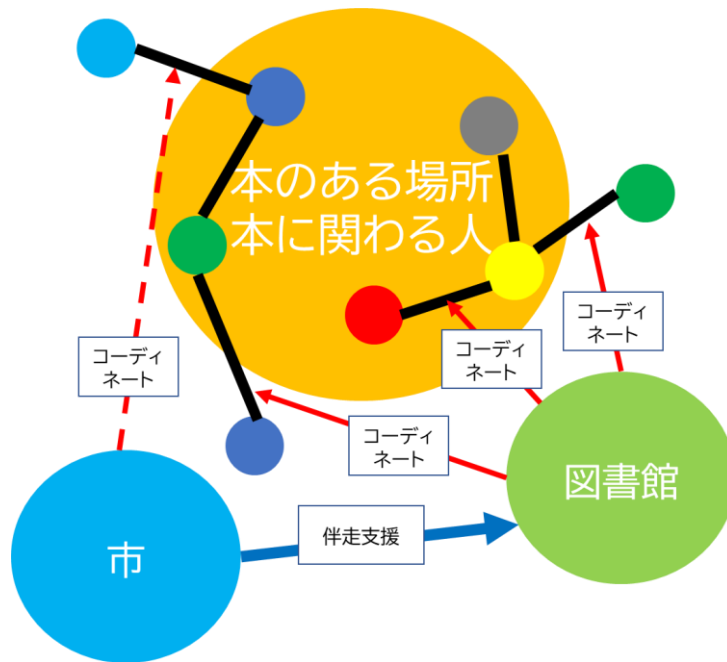 本のある場所
本に関わる人
コーディ
ネート
コーディ
ネート
コーディ
ネート
コーディ
ネート
図書館
市
伴走支援